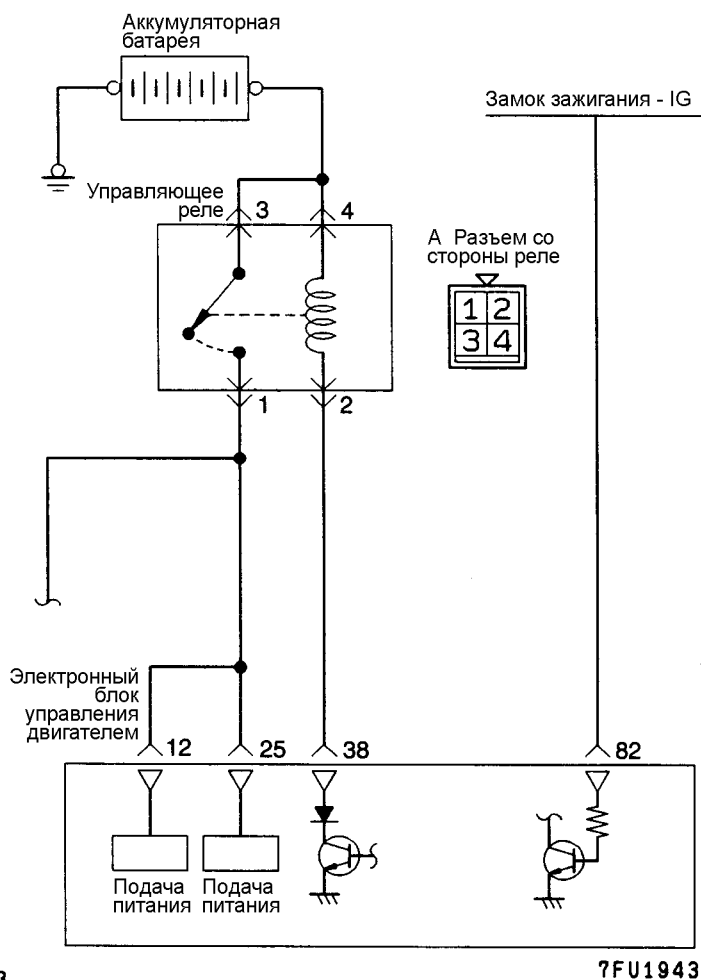 Аккумуляторная
батарея
Замок зажигания - IG
Управляющее
реле
3
4
А Разъем со
стороны реле
1 2
3 4
1
2
Электронный
блок
управления
двигателем
12
25
38
82
Подача
питания
Подача
питания
7FU1943